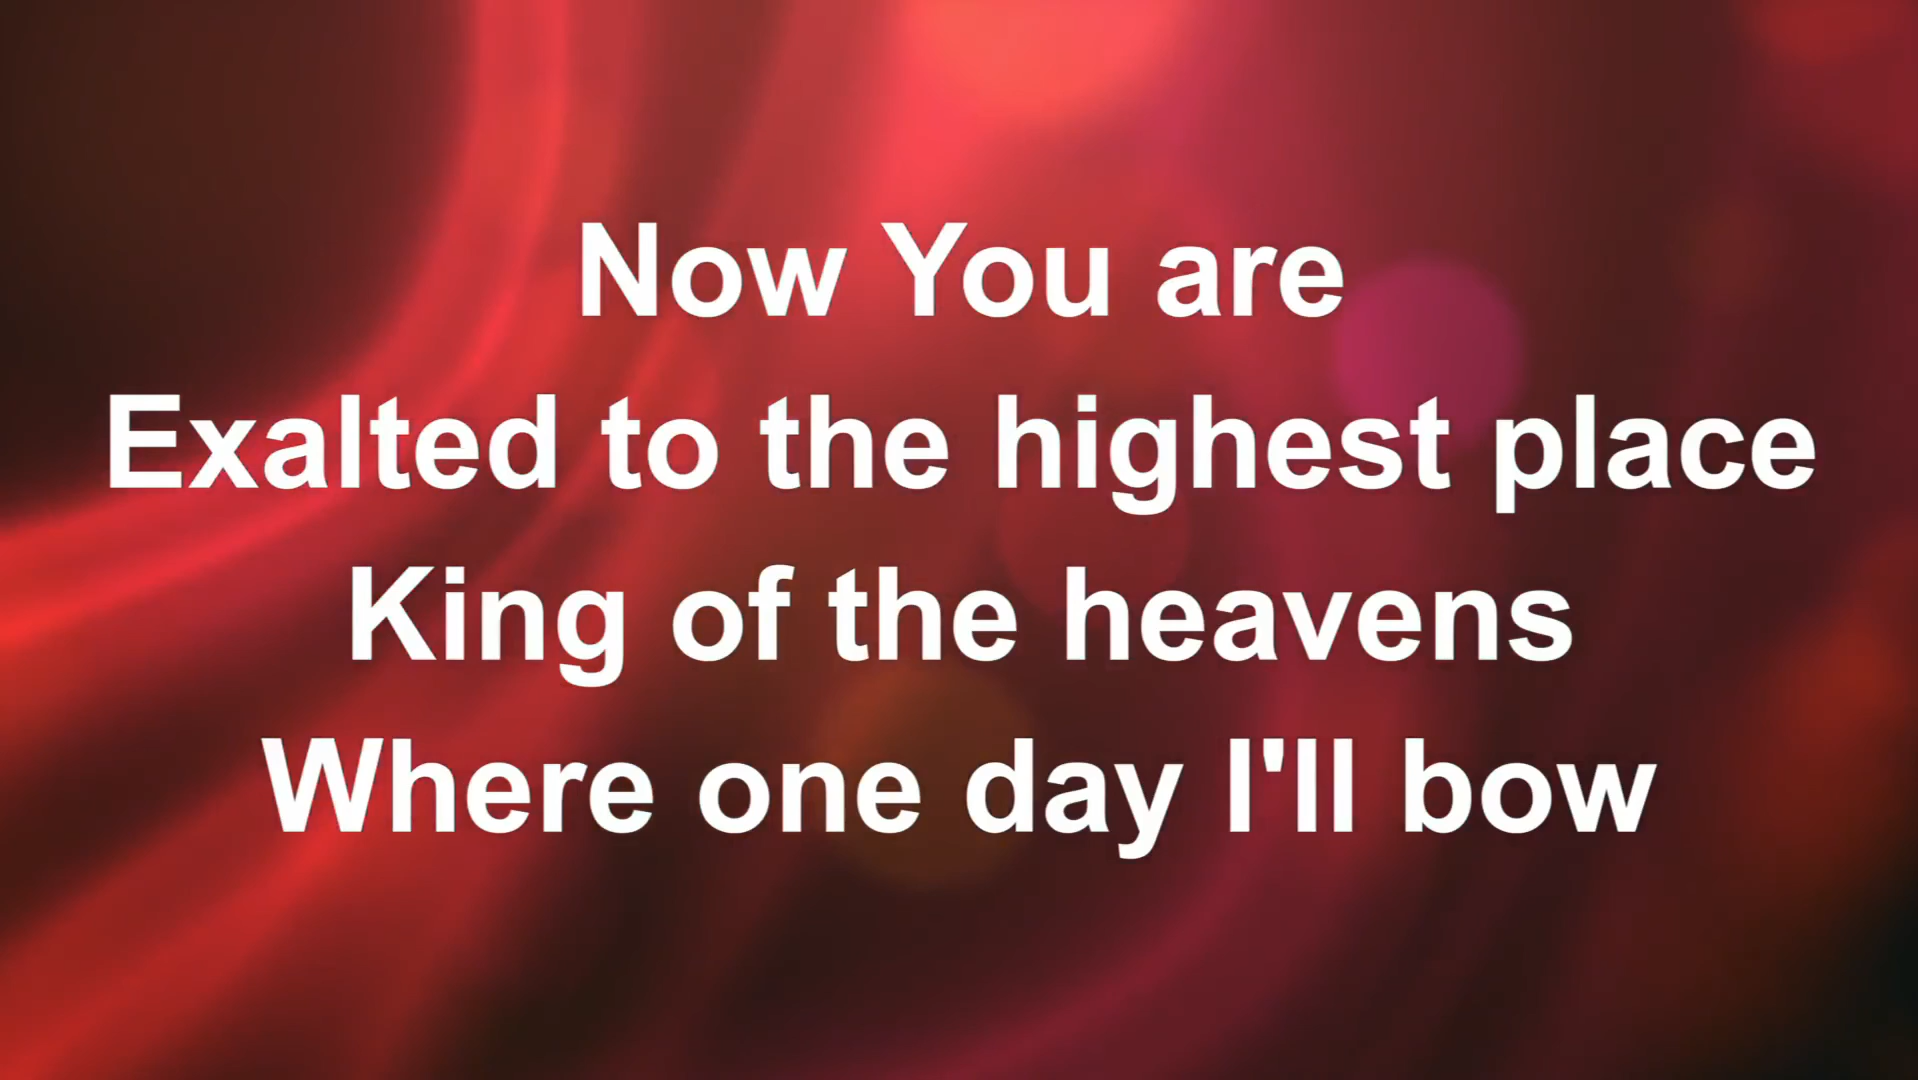 Now You are
Exalted to the highest place
King of the heavens
Where one day I'll bow